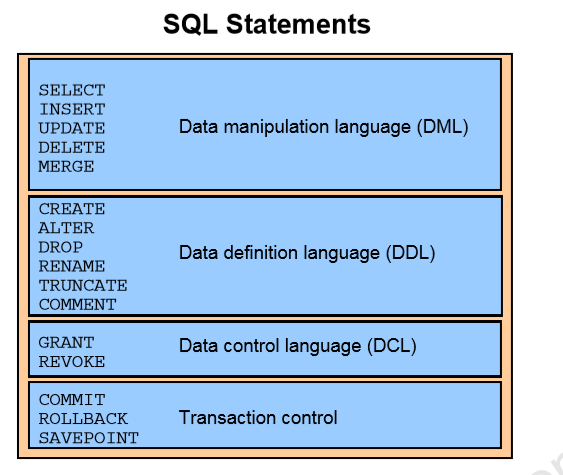 SQL Statements
SELECT
INSERT
UPDATE
DELETE
MERGE
Data manipulation language (DML)
CREATE
ALTER
DROP
RENAME
TRUNCATE
COMMENT
Data definition language (DDL)
GRANT
REVOKE
Data control language (DCL)
COMMIT
ROLLBACK
SAVEPOINT
Transaction control